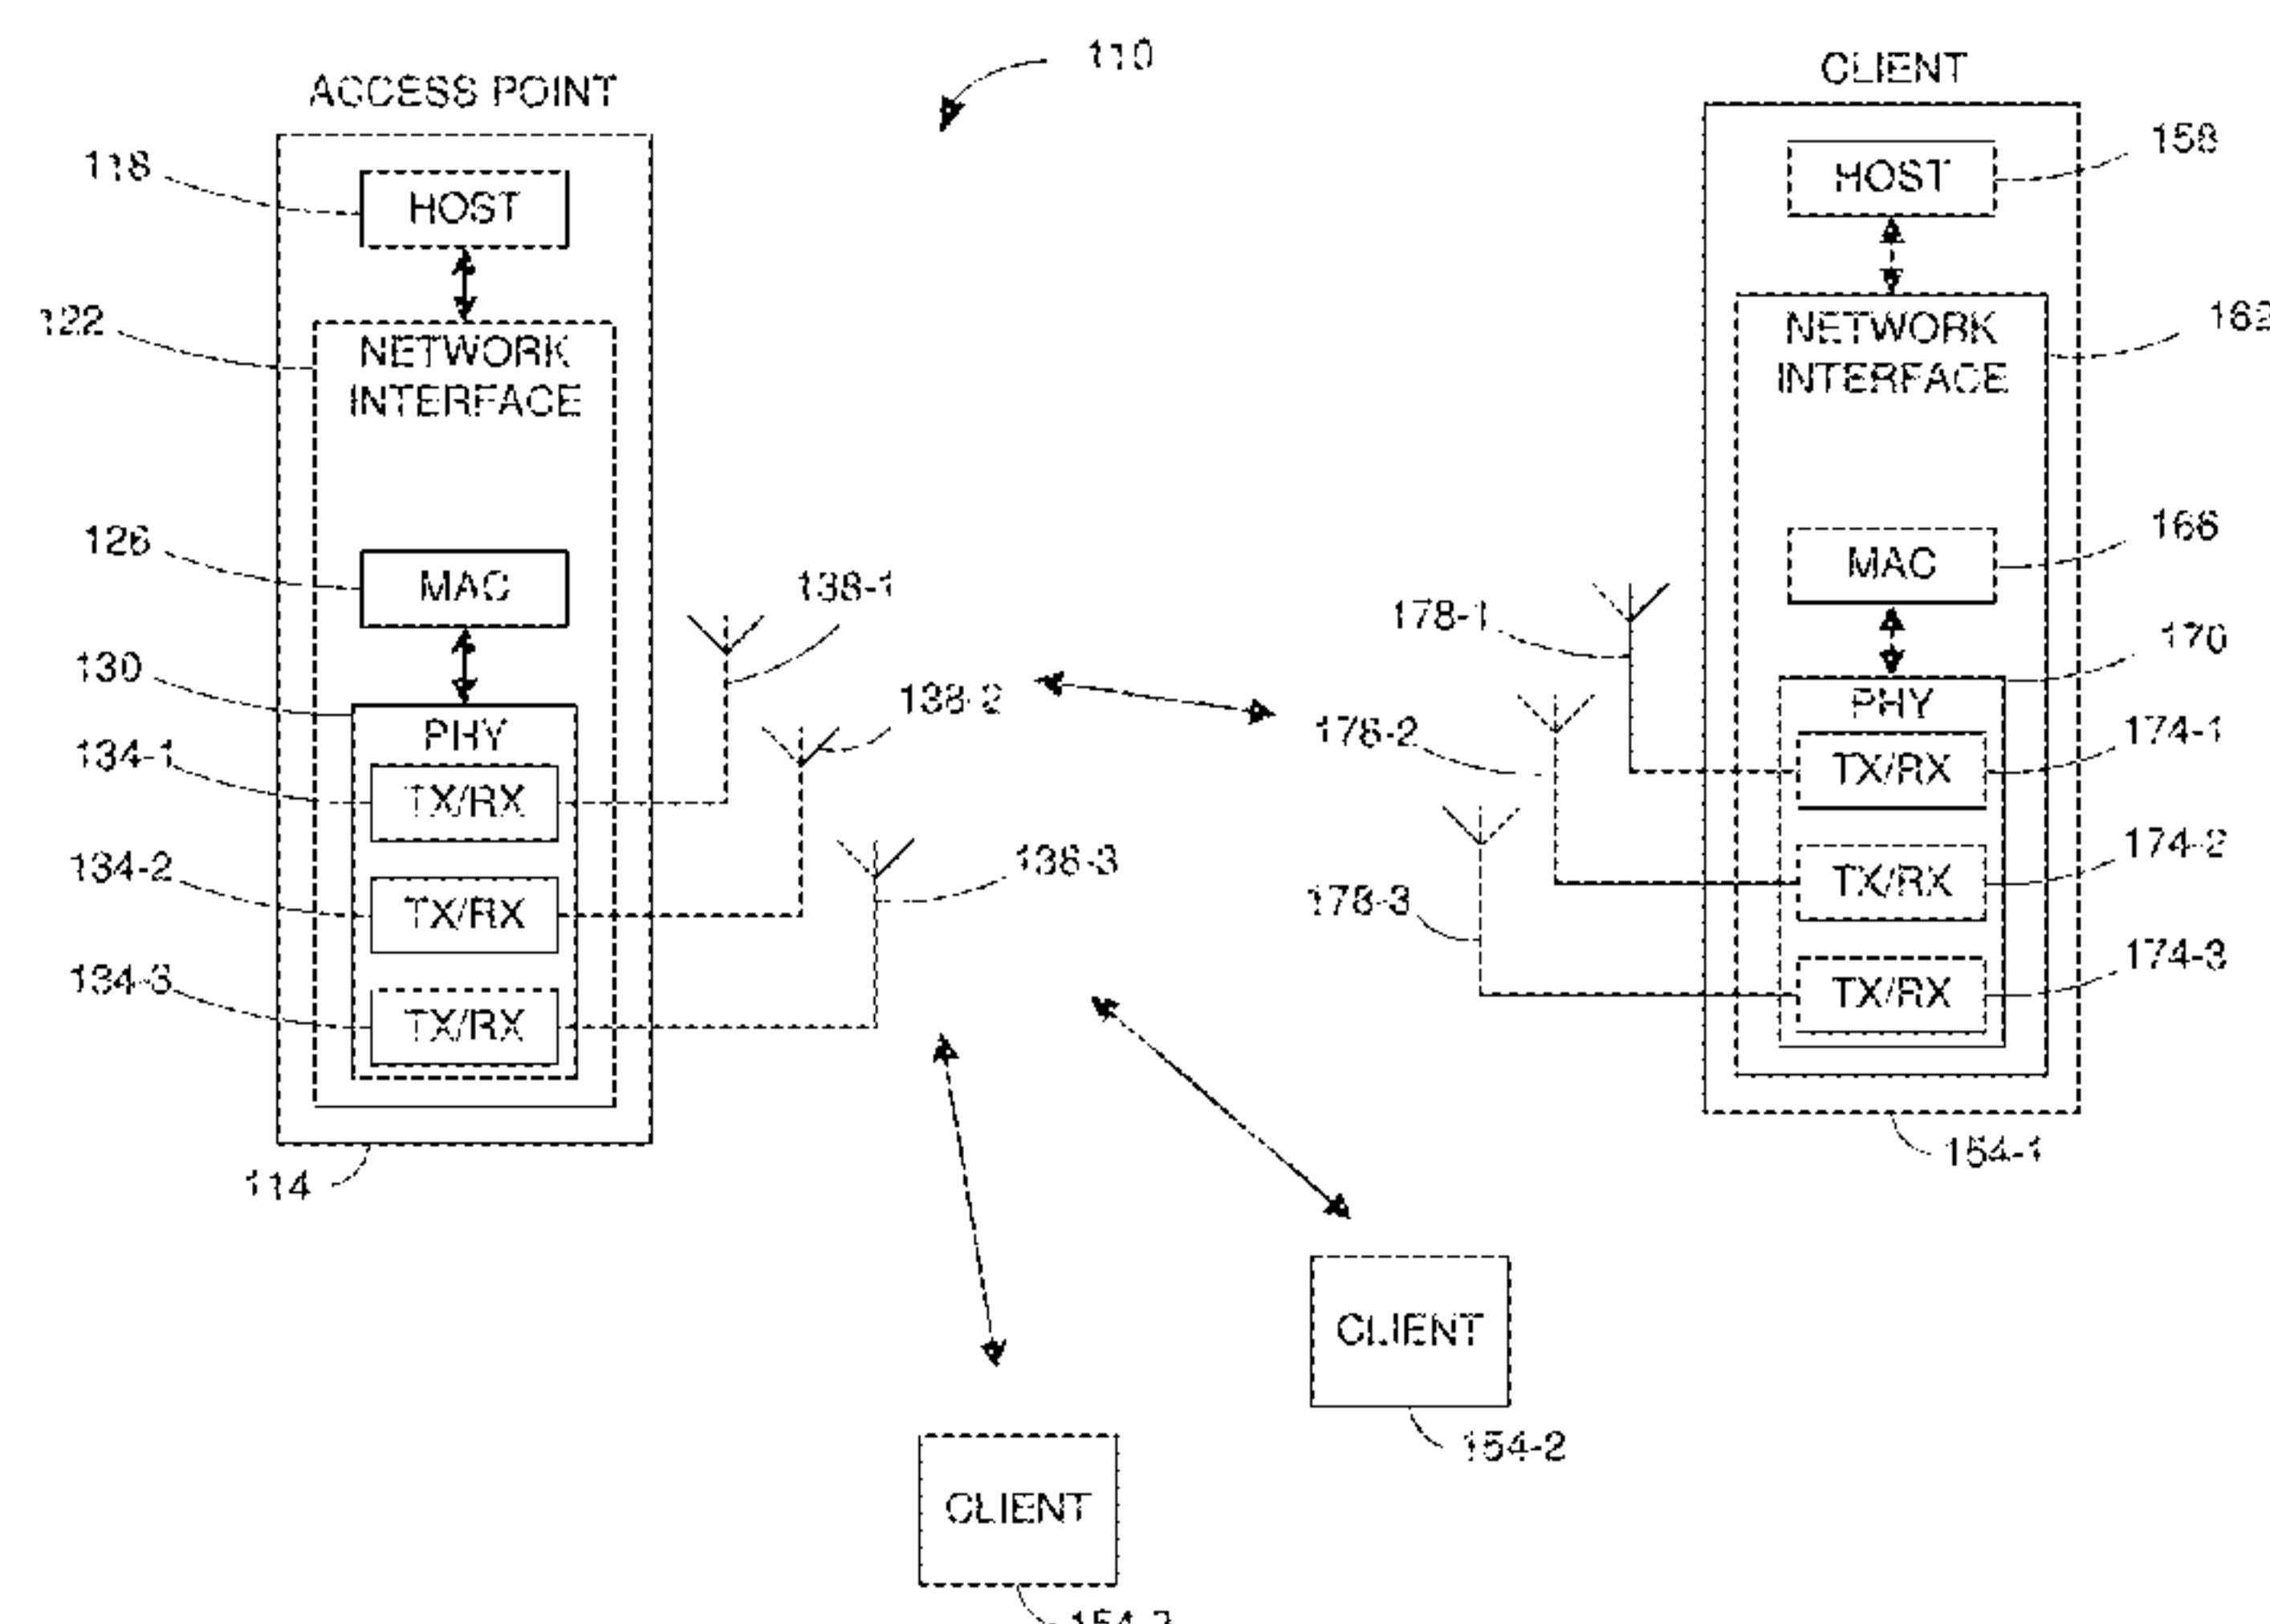 110
ACCESS POINT
118
HOST
122
NETWORK
INTERFACE
126
MAC
138-1
130
PHY
138-2
134-1
TX/RX
134-2
TX/RX
138-3
134-3
TX/RX
114
CLIENT
158
HOST
162
NETWORK
INTERFACE
166
MAC
178-1
170
PHY
178-2
174-1
TX/RX
174-2
TX/RX
178-3
174-3
TX/RX
154-1
CLIENT
154-2
CLIENT